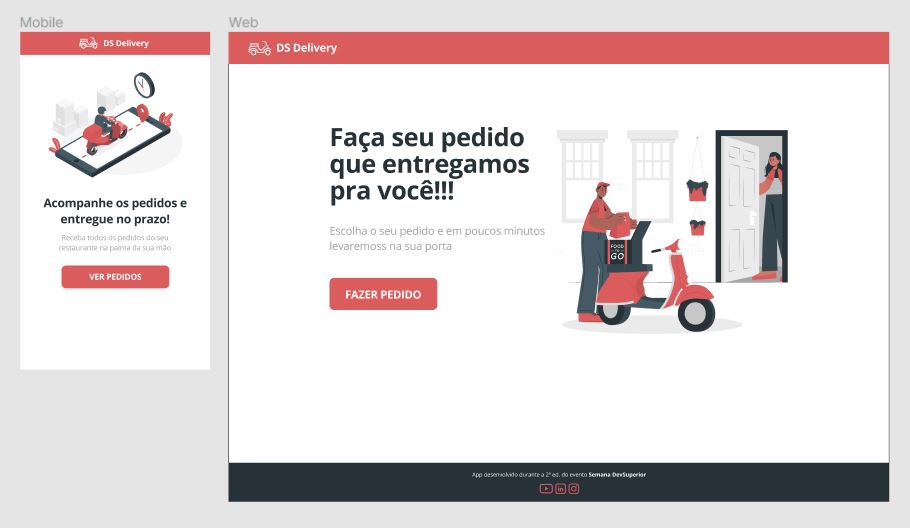 Mobile
DS Delivery
Acompanhe os pedidos e
entregue no prazo!
Receba todos os pedidos do seu
restaurante na palma da sua mão
VER PEDIDOS
Web
DS Delivery
Faça seu pedido
que entregamos
pra você!!!
Escolha o seu pedido e em poucos minutos
levaremoss na sua porta
FAZER PEDIDO
FOOD
TO
GO
App desenvolvido durante a 2ª ed. do evento Semana DevSuperior
in